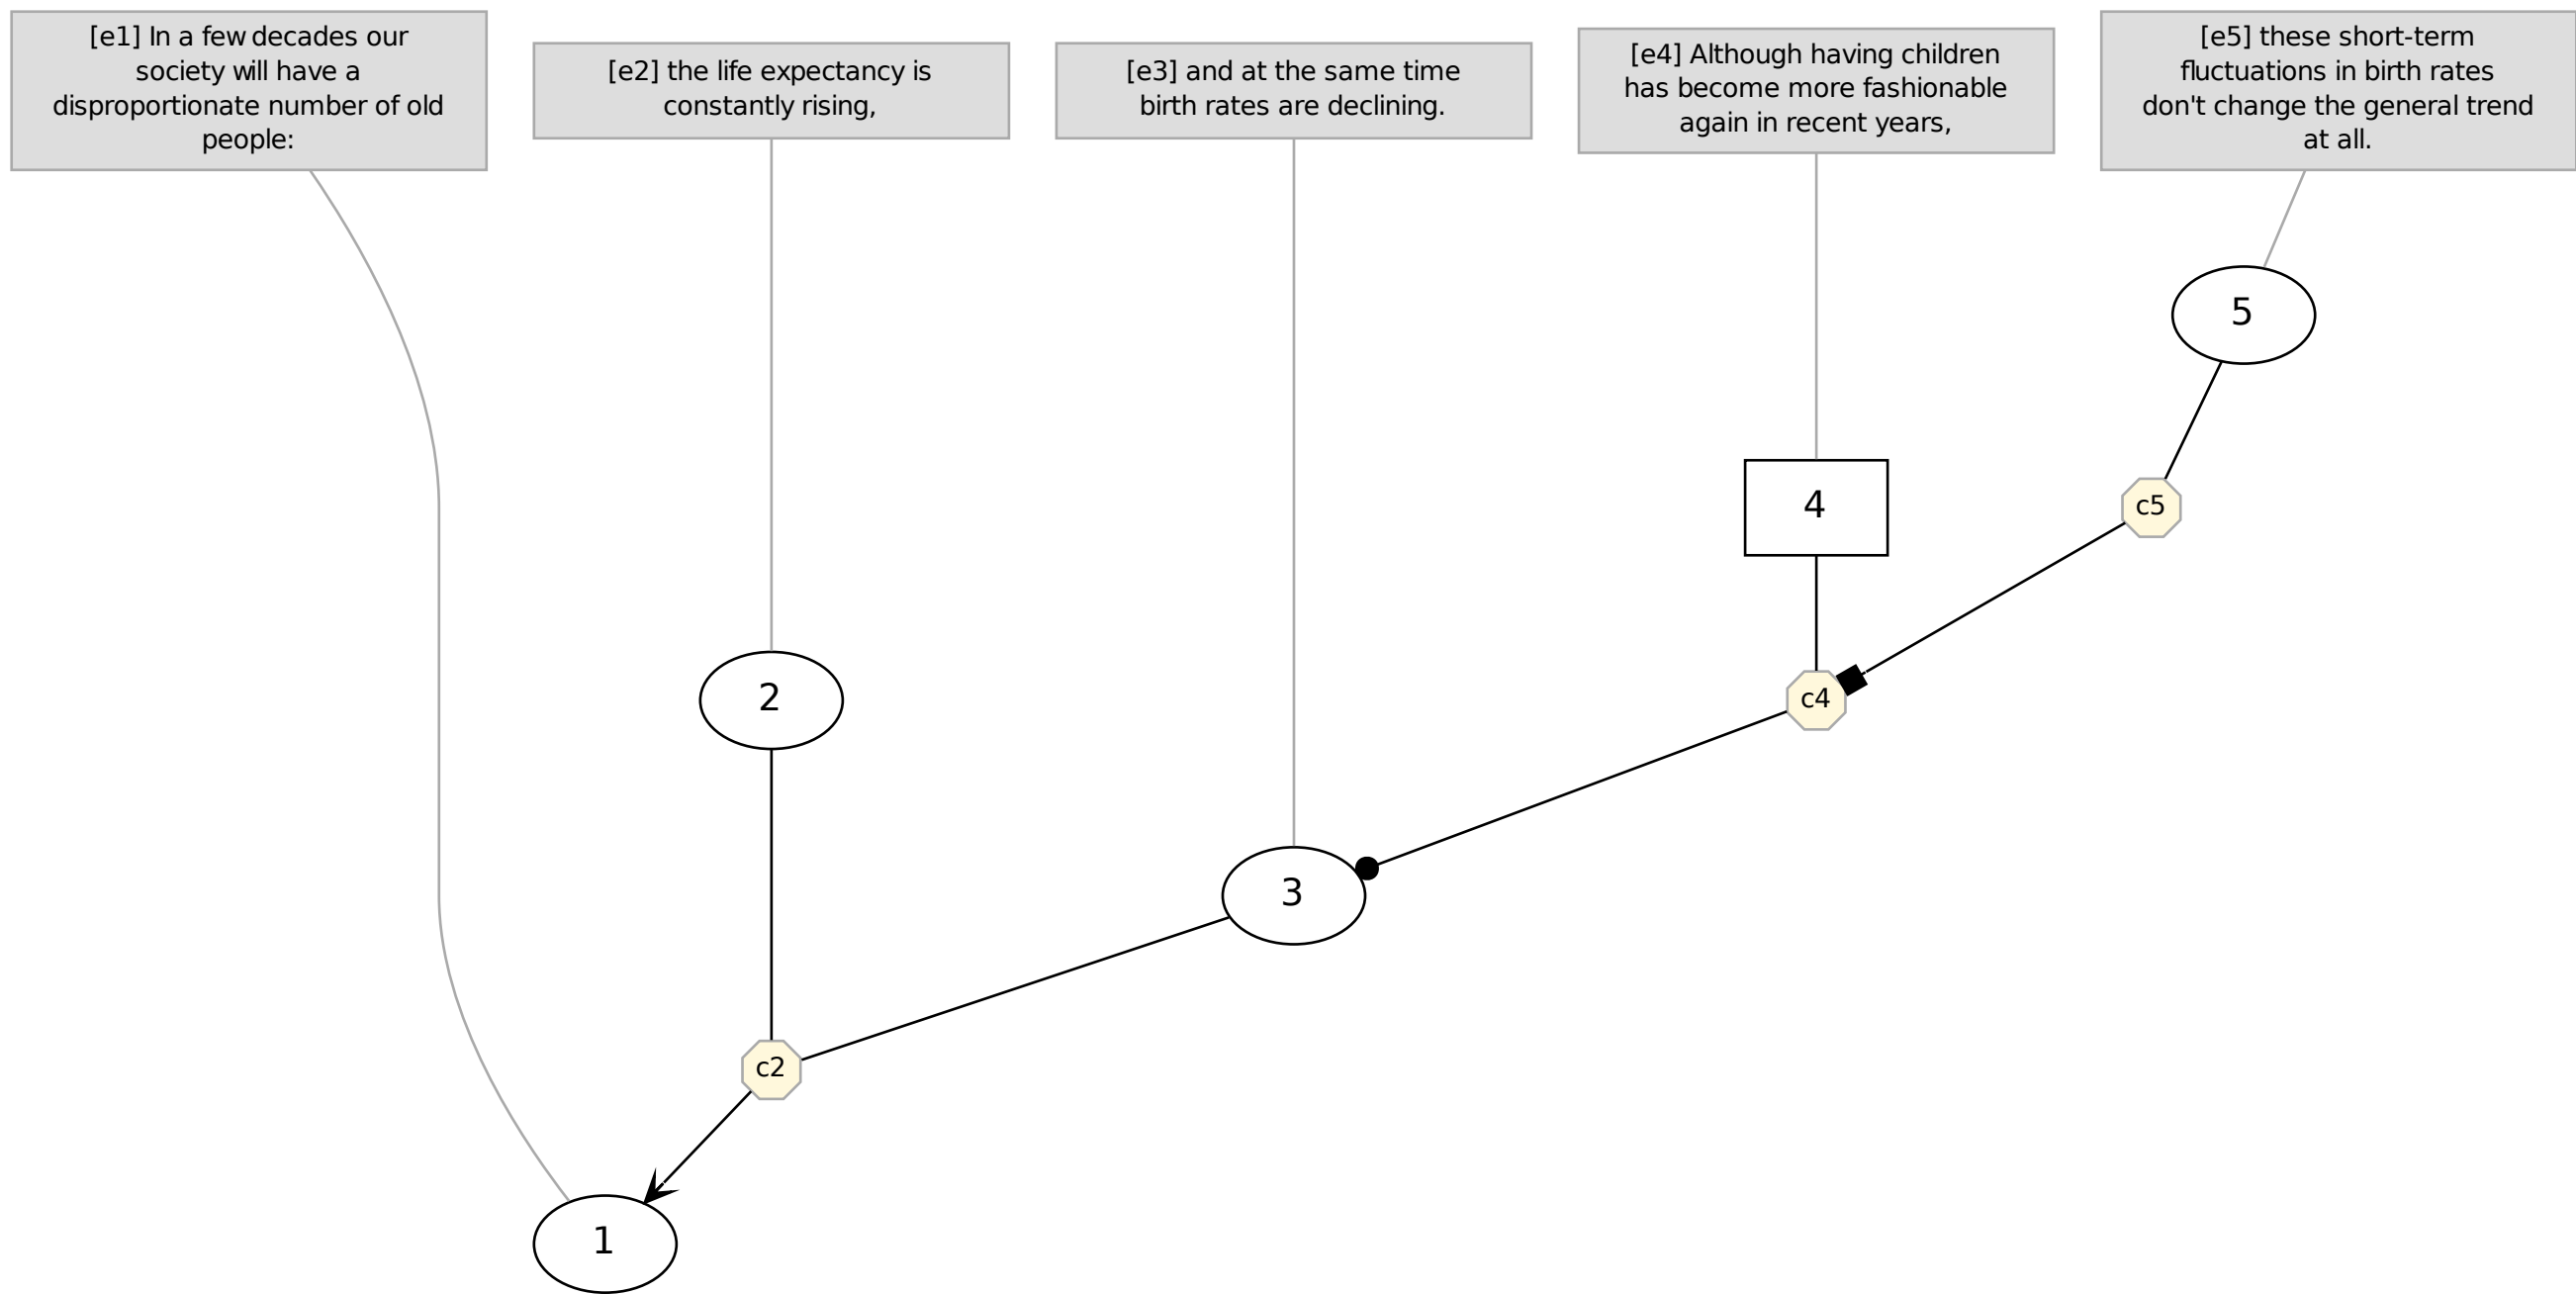 [e1] In a few decades our
society will have a
disproportionate number of old
people:
[e2] the life expectancy is
constantly rising,
[e3] and at the same time
birth rates are declining.
[e4] Although having children
has become more fashionable
again in recent years,
[e5] these short-term
fluctuations in birth rates
don't change the general trend
at all.
5
4
c5
2
c4
3
c2
1